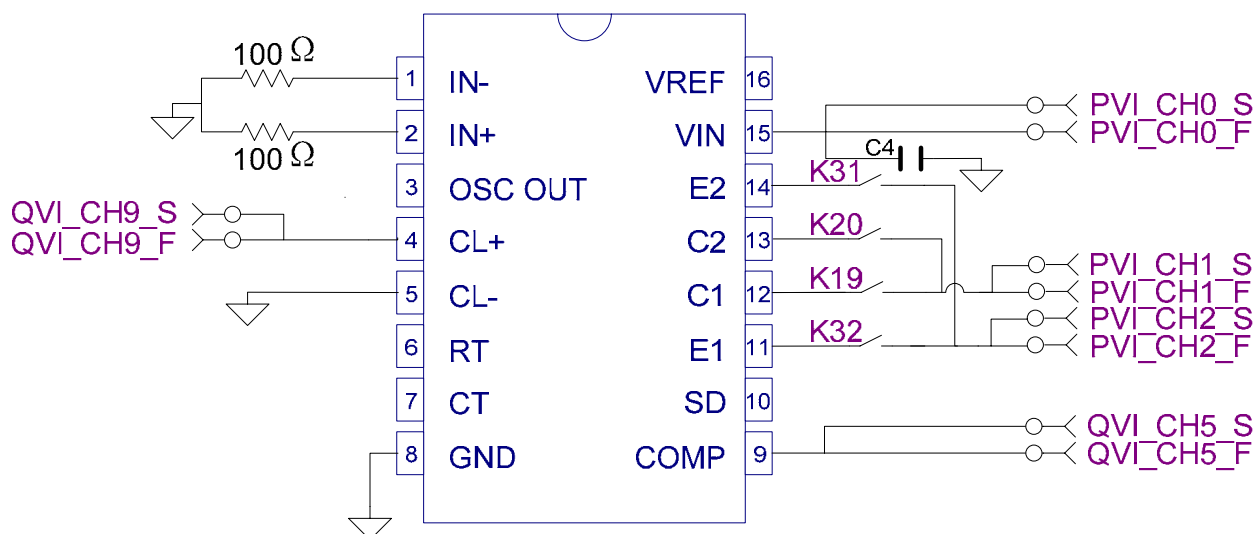 100 Ω
1 IN- VREF 16
PVI_CH0_S
2 IN+ VIN 15
PVI_CH0_F
100 Ω
C4
K31
3 OSC OUT E2 14
QVI_CH9_S
K20
QVI_CH9_F
4 CL+ C2 13
PVI_CH1_S
K19
5 CL- C1 12
PVI_CH1_F
PVI_CH2_S
K32
6 RT E1 11
PVI_CH2_F
7 CT SD 10
QVI_CH5_S
8 GND COMP 9
QVI_CH5_F